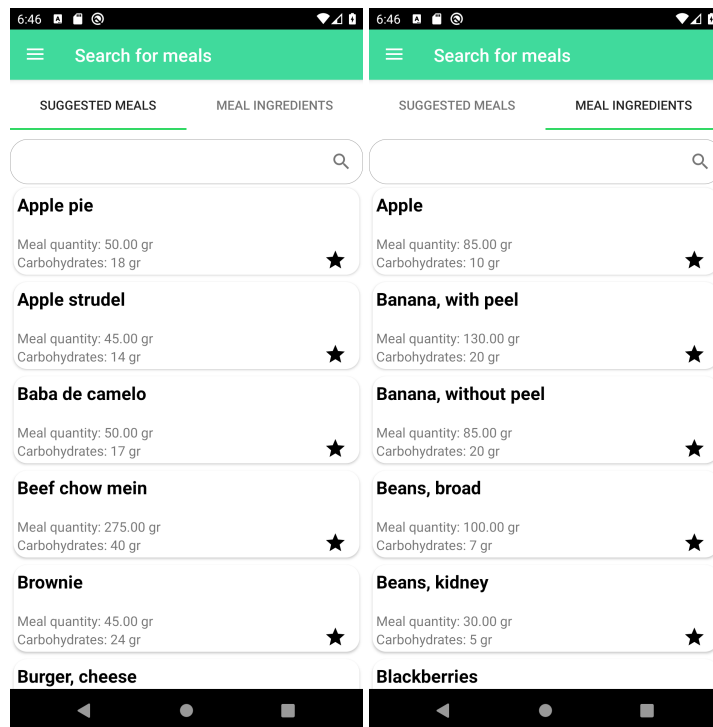 6:46
Search for meals
SUGGESTED MEALS MEAL INGREDIENTS
Apple pie
Meal quantity: 50.00 gr
Carbohydrates: 18 gr
Apple strudel
Meal quantity: 45.00 gr
Carbohydrates: 14 gr
Baba de camelo
Meal quantity: 50.00 gr
Carbohydrates: 17 gr
Beef chow mein
Meal quantity: 275.00 gr
Carbohydrates: 40 gr
Brownie
Meal quantity: 45.00 gr
Carbohydrates: 24 gr
Burger, cheese
6:46
Search for meals
SUGGESTED MEALS MEAL INGREDIENTS
Apple
Meal quantity: 85.00 gr
Carbohydrates: 10 gr
Banana, with peel
Meal quantity: 130.00 gr
Carbohydrates: 20 gr
Banana, without peel
Meal quantity: 85.00 gr
Carbohydrates: 20 gr
Beans, broad
Meal quantity: 100.00 gr
Carbohydrates: 7 gr
Beans, kidney
Meal quantity: 30.00 gr
Carbohydrates: 5 gr
Blackberries